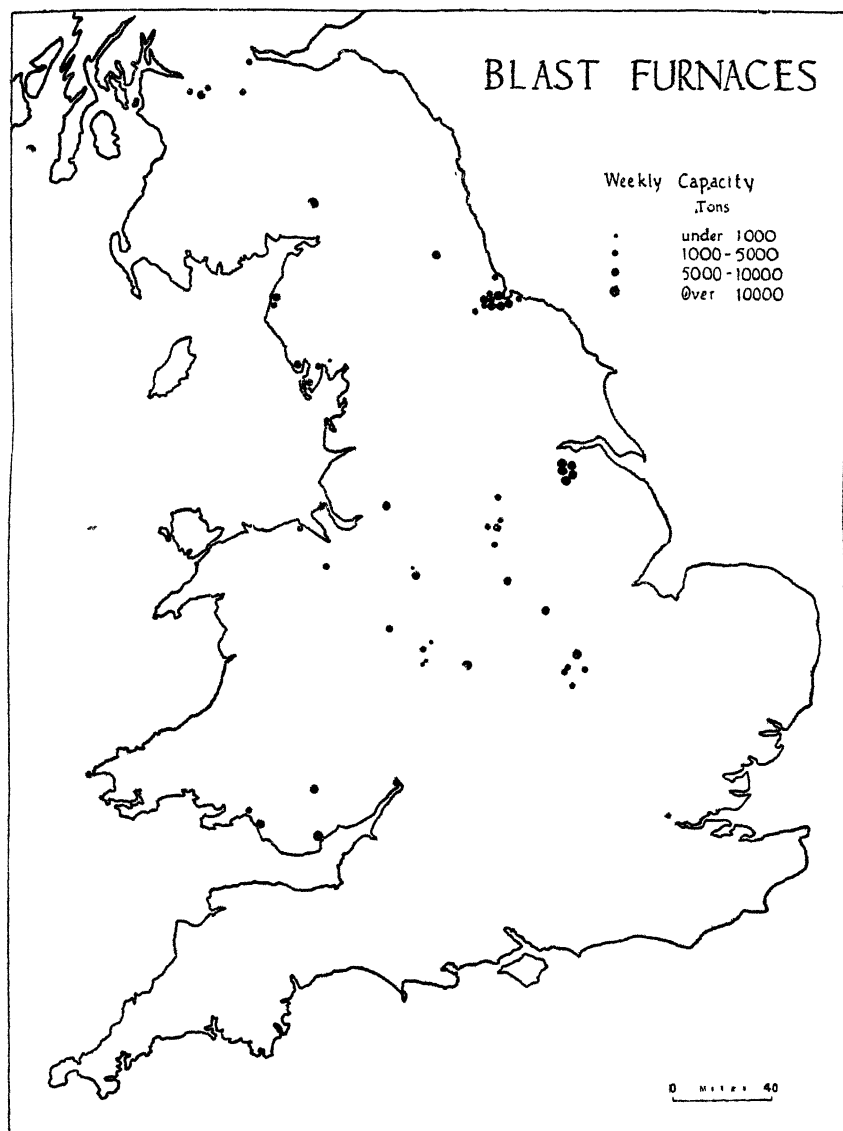 BLAST FURNACES
Weekly Capacity
Tons
under 1000
1000-5000
5000-10000
Over 10000
0 Miles 40